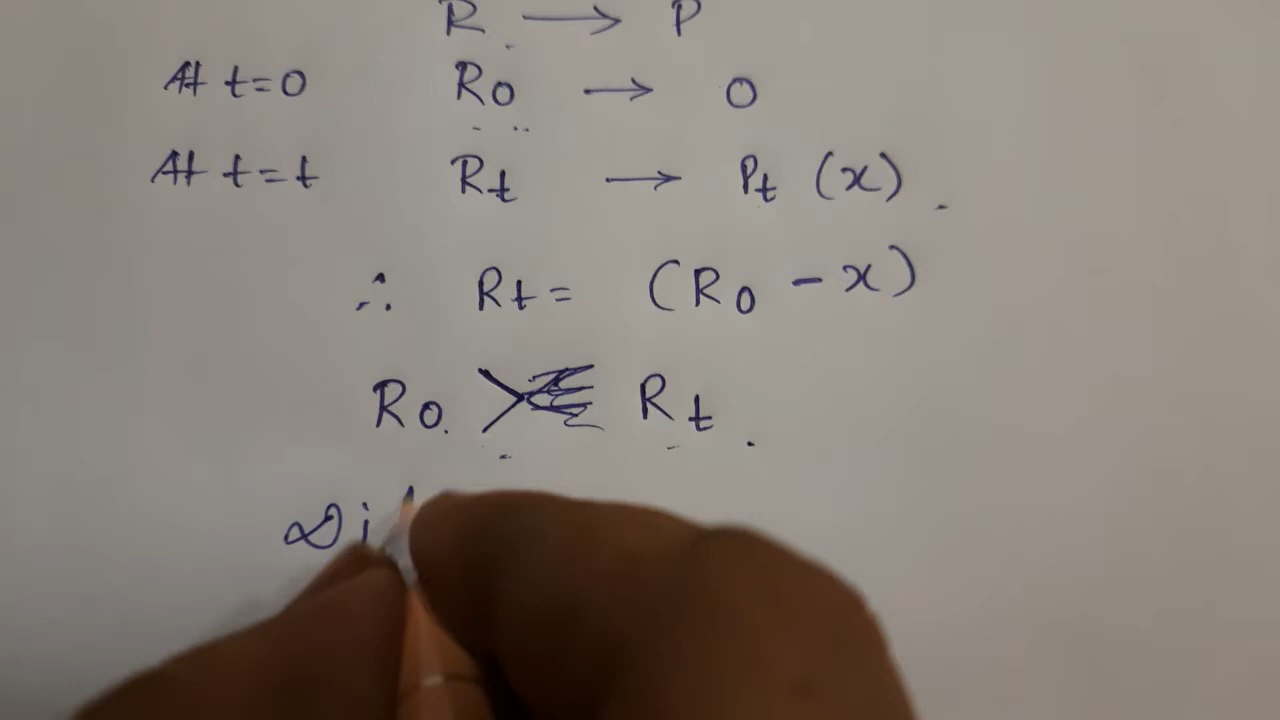 R → P
At t=0 R0 → 0
At t=t Rt → Pt (x)
∴ Rt = (R0 - x)
R0 > Rt